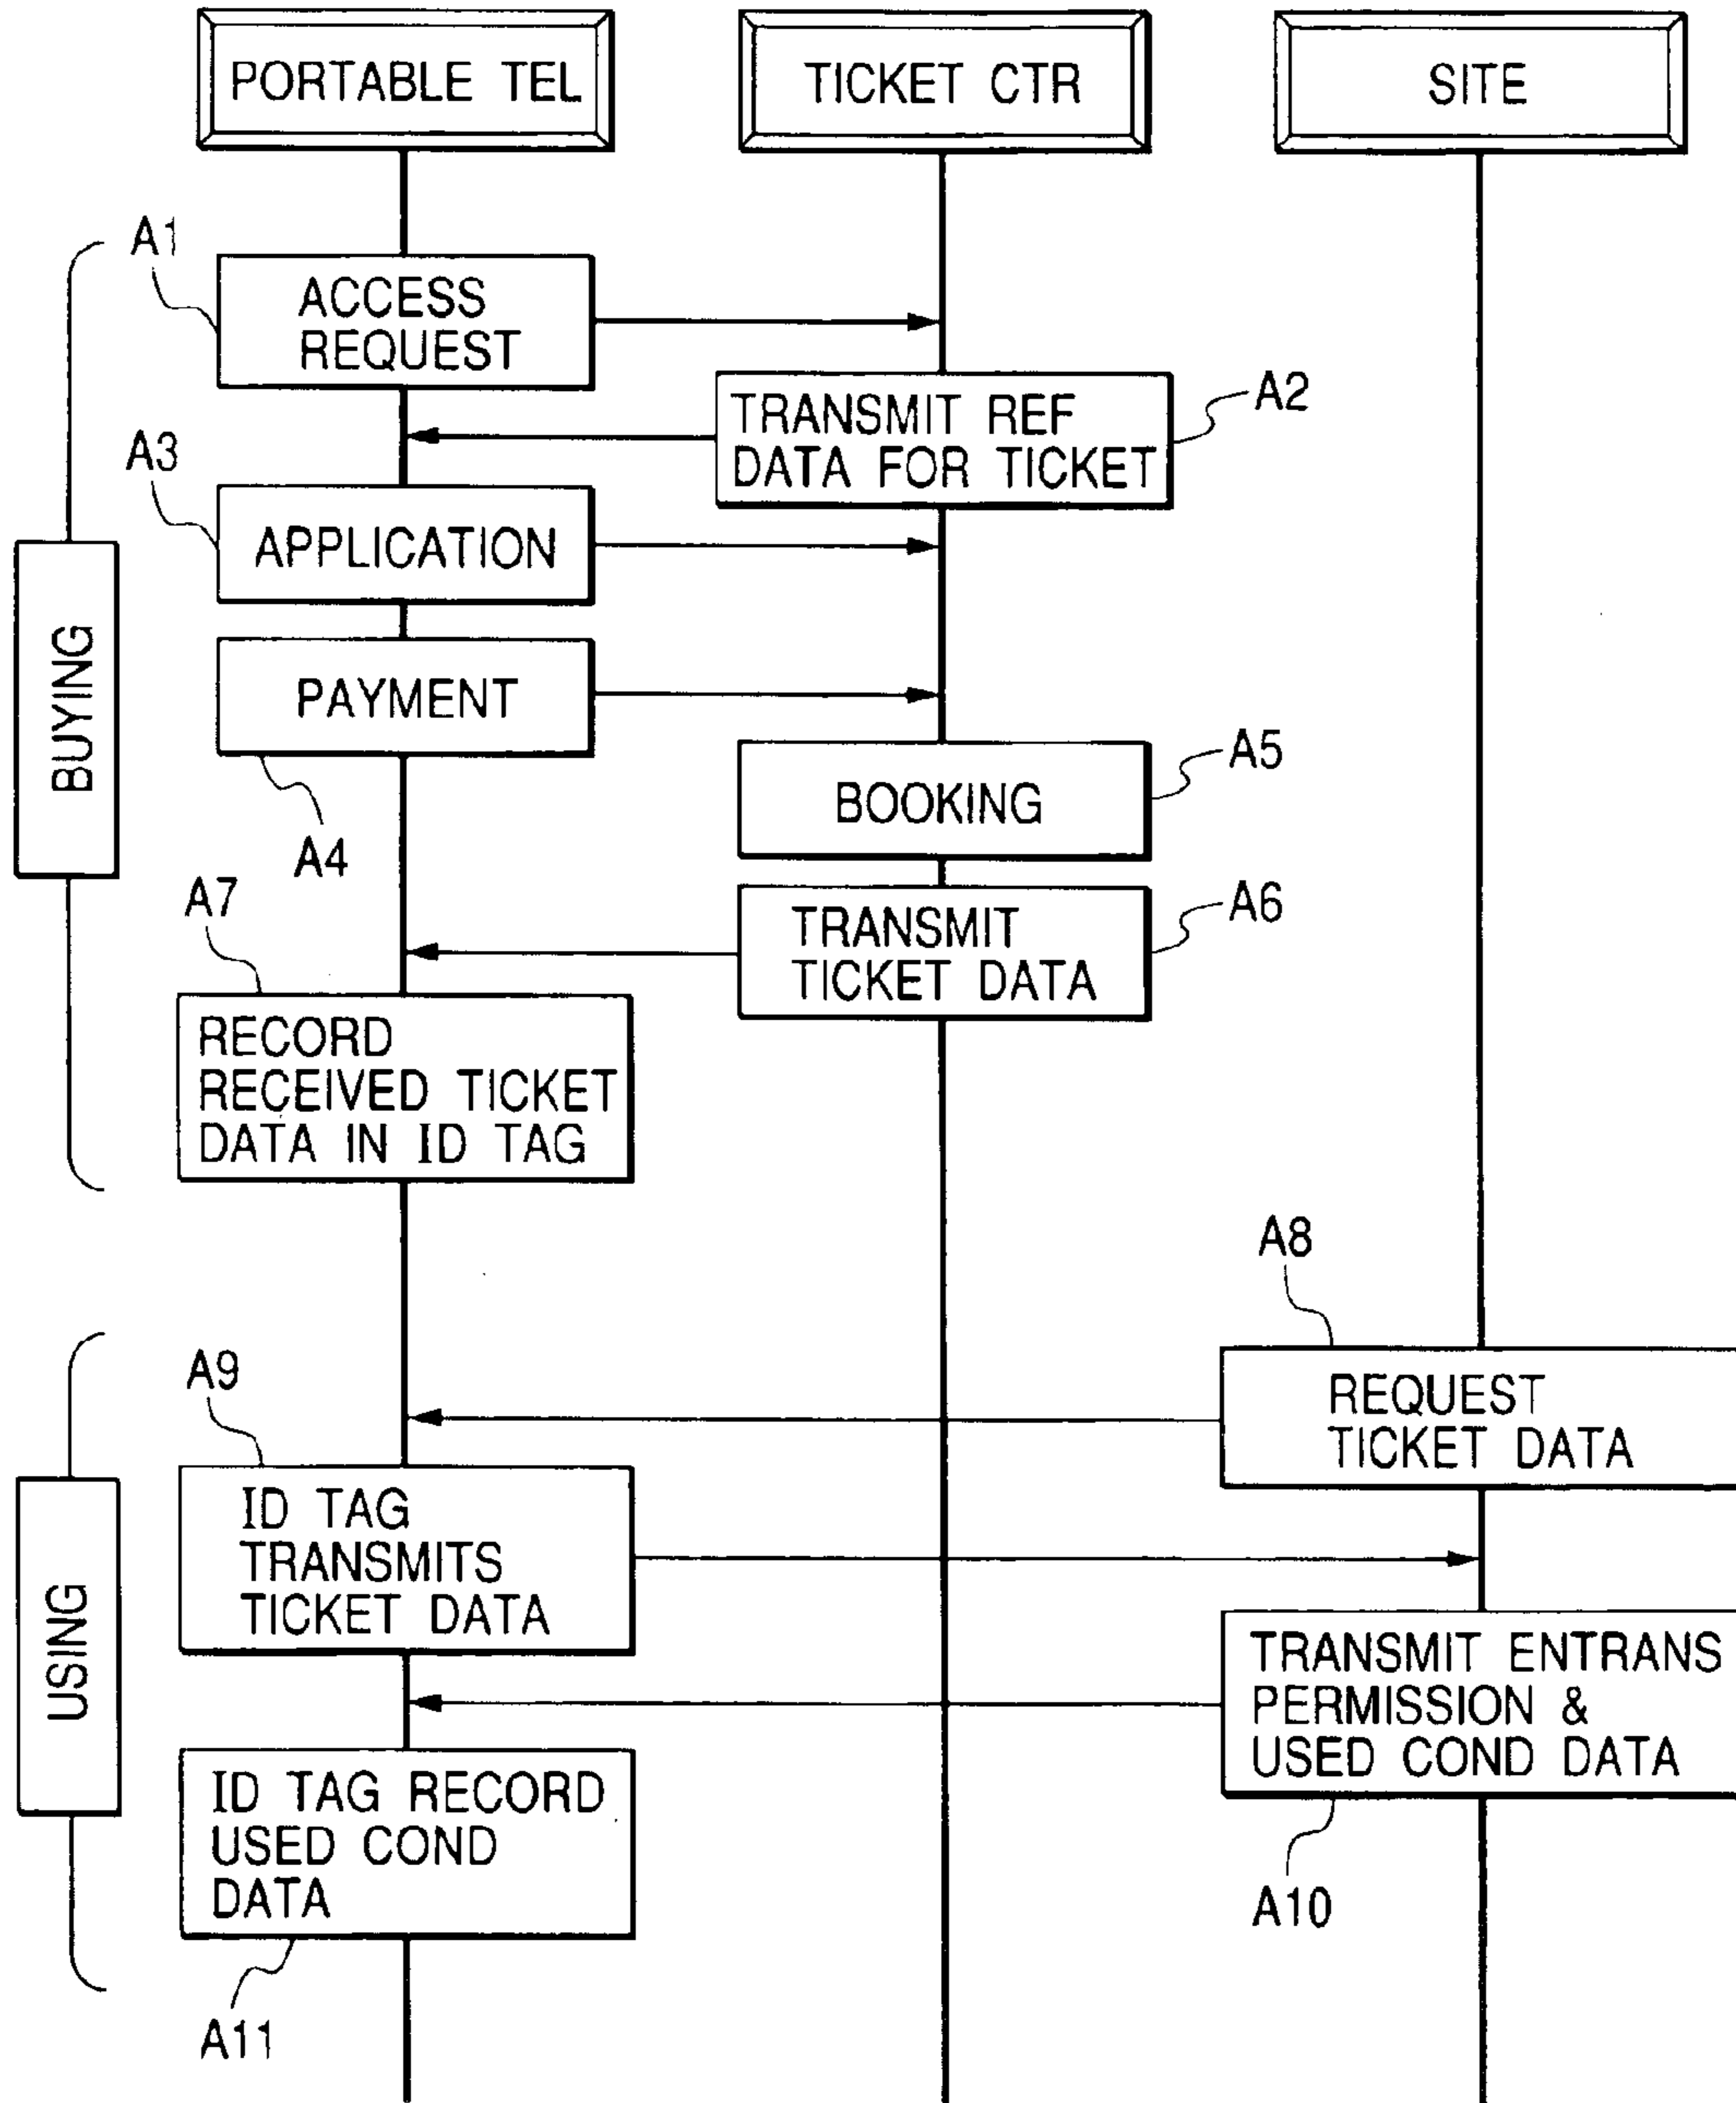 PORTABLE TEL
TICKET CTR
SITE
A1
ACCESS
REQUEST
A2
TRANSMIT REF
DATA FOR TICKET
A3
APPLICATION
BUYING
PAYMENT
A4
A5
BOOKING
A6
TRANSMIT
TICKET DATA
A7
RECORD
RECEIVED TICKET
DATA IN ID TAG
A8
REQUEST
TICKET DATA
A9
ID TAG
TRANSMITS
TICKET DATA
USING
TRANSMIT ENTRANS
PERMISSION &
USED COND DATA
A10
ID TAG RECORD
USED COND
DATA
A11